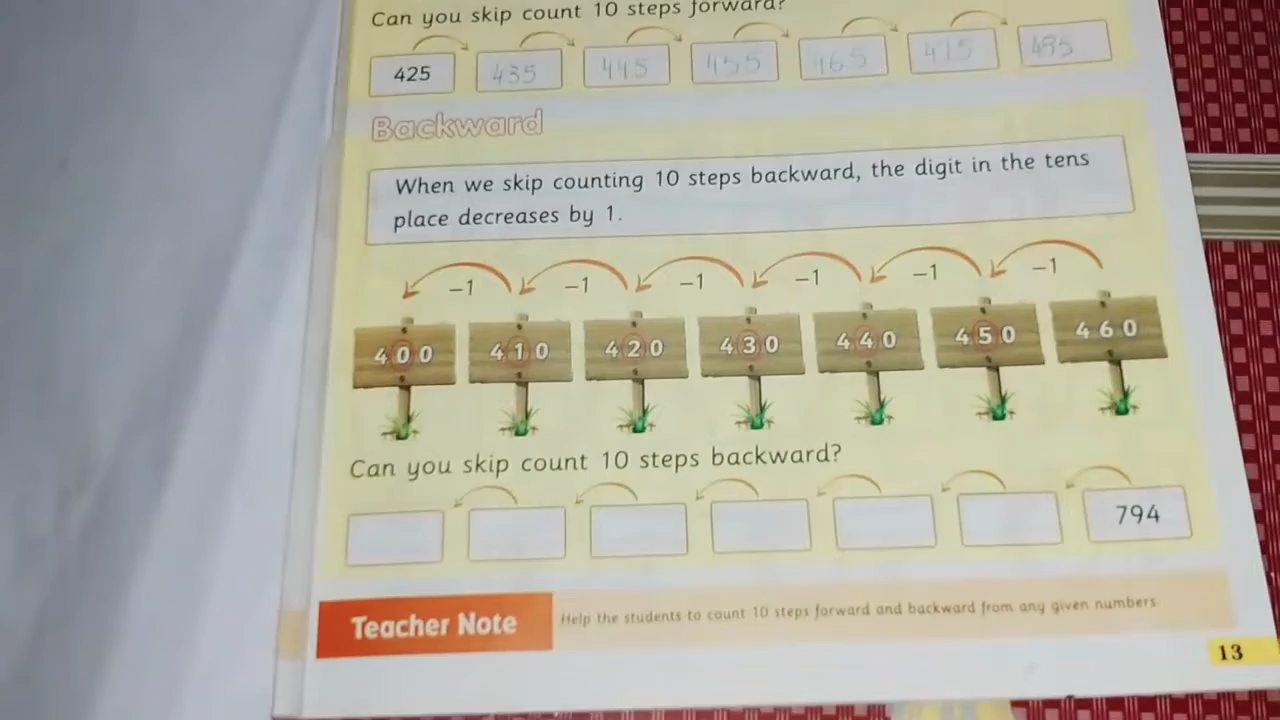 Can you skip count 10 steps forward?
425 435 445 455 465 475 495
Backward
When we skip counting 10 steps backward, the digit in the tens
place decreases by 1.
−1 −1 −1 −1 −1 −1
400 410 420 430 440 450 460
Can you skip count 10 steps backward?
794
Teacher Note Help the students to count 10 steps forward and backward from any given numbers
13